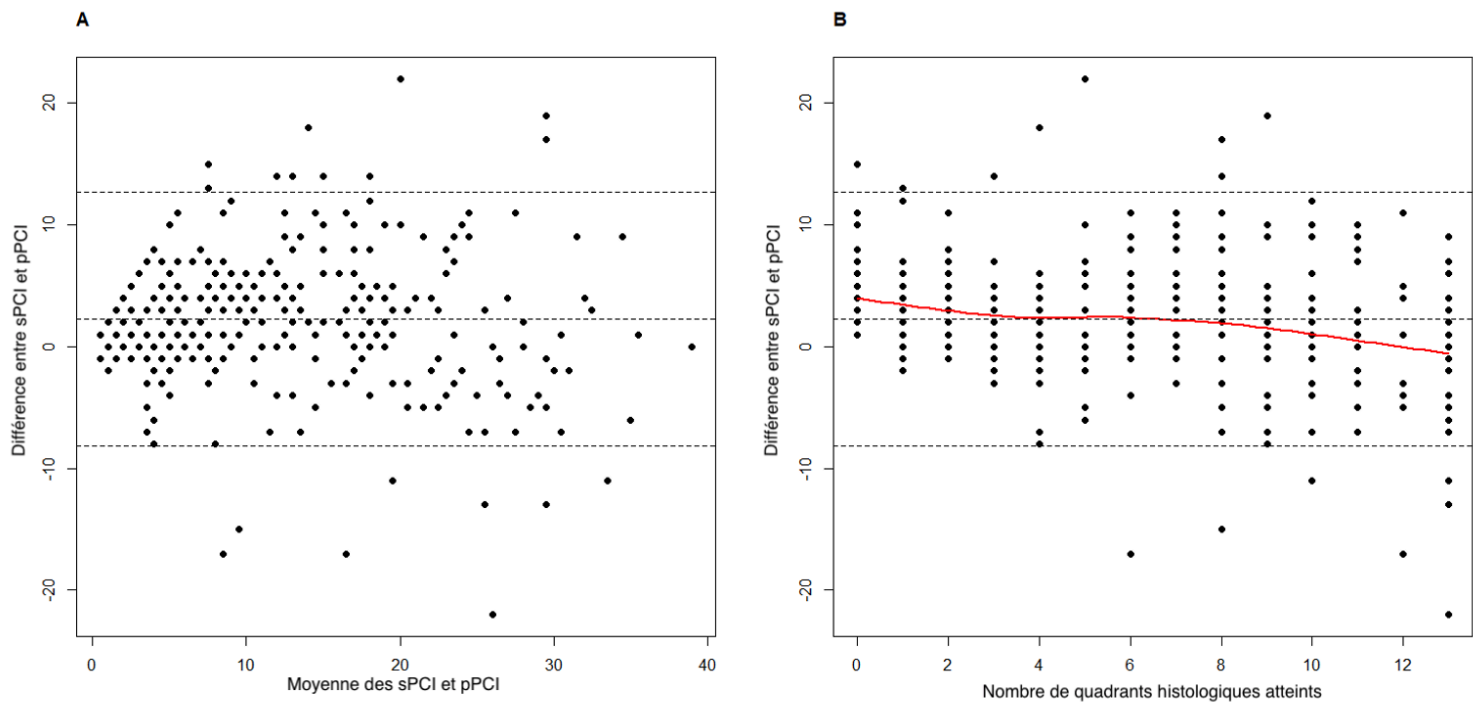 A
Différence entre sPCI et pPCI
20
10
0
-10
-20
0 10 20 30 40
Moyenne des sPCI et pPCI
B
Différence entre sPCI et pPCI
20
10
0
-10
-20
0 2 4 6 8 10 12
Nombre de quadrants histologiques atteints